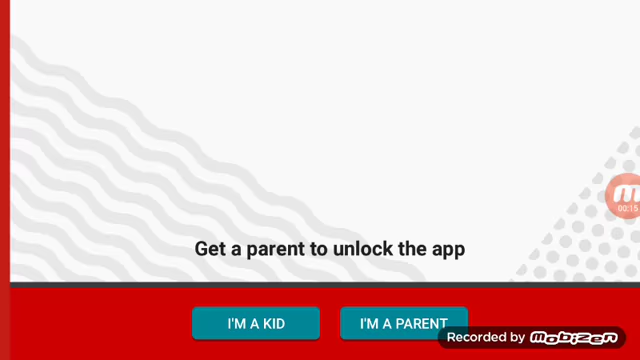 00:15
Get a parent to unlock the app
I'M A KID
I'M A PARENT
Recorded by mobizen